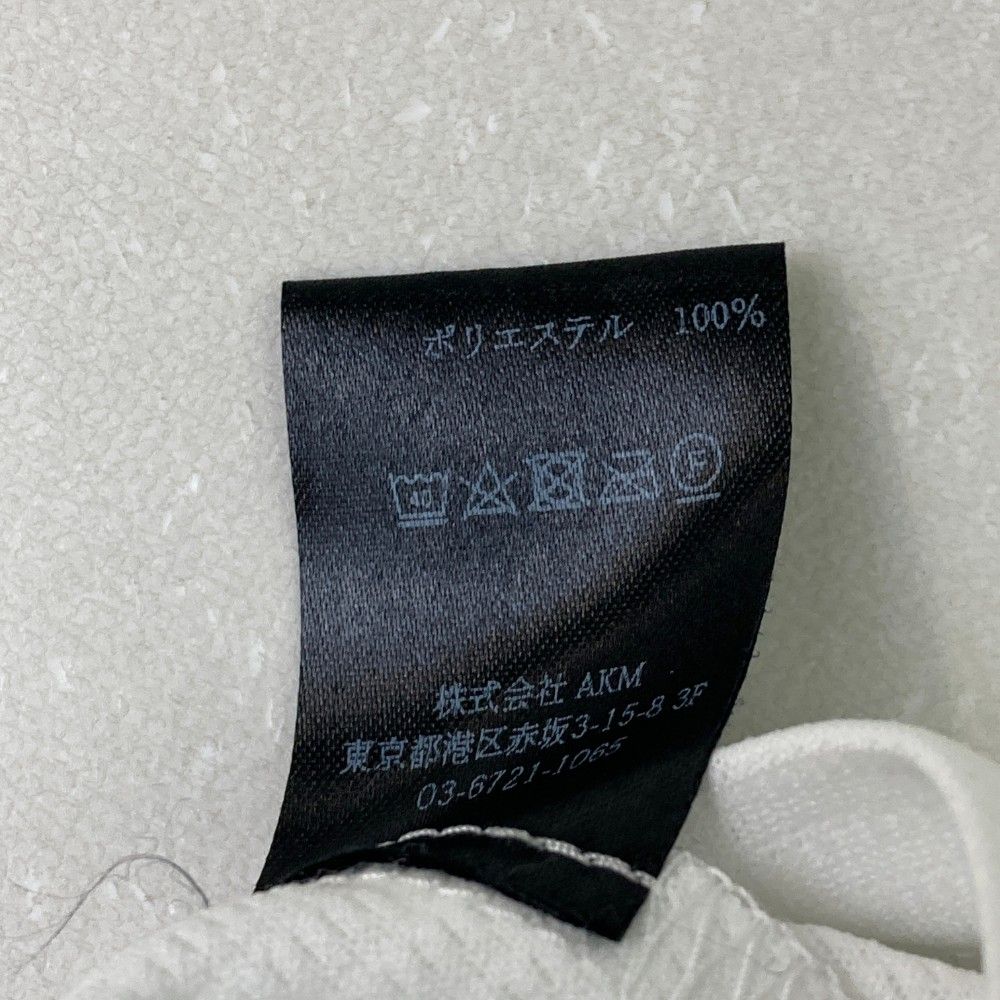 ポリエステル 100%
40
F
株式会社 AKM
東京都港区赤坂3-15-8 3F
03-6721-1065